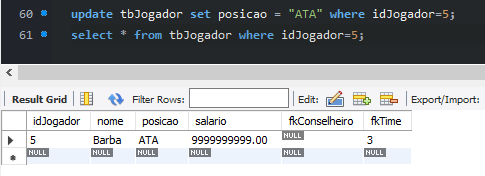 60 update tbJogador set posicao = "ATA" where idJogador=5;
61 select * from tbJogador where idJogador=5;
Result Grid Filter Rows: Edit: Export/Import:
idJogador nome posicao salario fkConselheiro fkTime
5 Barba ATA 9999999999.00 NULL 3
NULL NULL NULL NULL NULL NULL